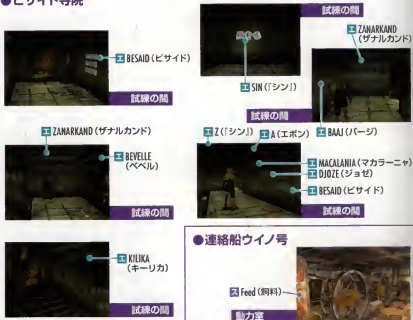 ●ビサイド寺院
エ BESAID(ビサイド)
試練の間
試練の間
エ SIN(『シン』)
エ ZANARKAND
(ザナルカンド)
エ BAAJ(バージ)
試練の間
エ ZANARKAND(ザナルカンド)
エ BEVELLE
(ベベル)
試練の間
試練の間
エ Z(『シン』)
エ A(エボン)
エ MACALANIA(マカラーニャ)
エ DJOZE(ジョゼ)
エ BESAID(ビサイド)
試練の間
エ KILIKA
(キーリカ)
試練の間
●連絡船ウイノ号
ス Feed(飼料)
動力室